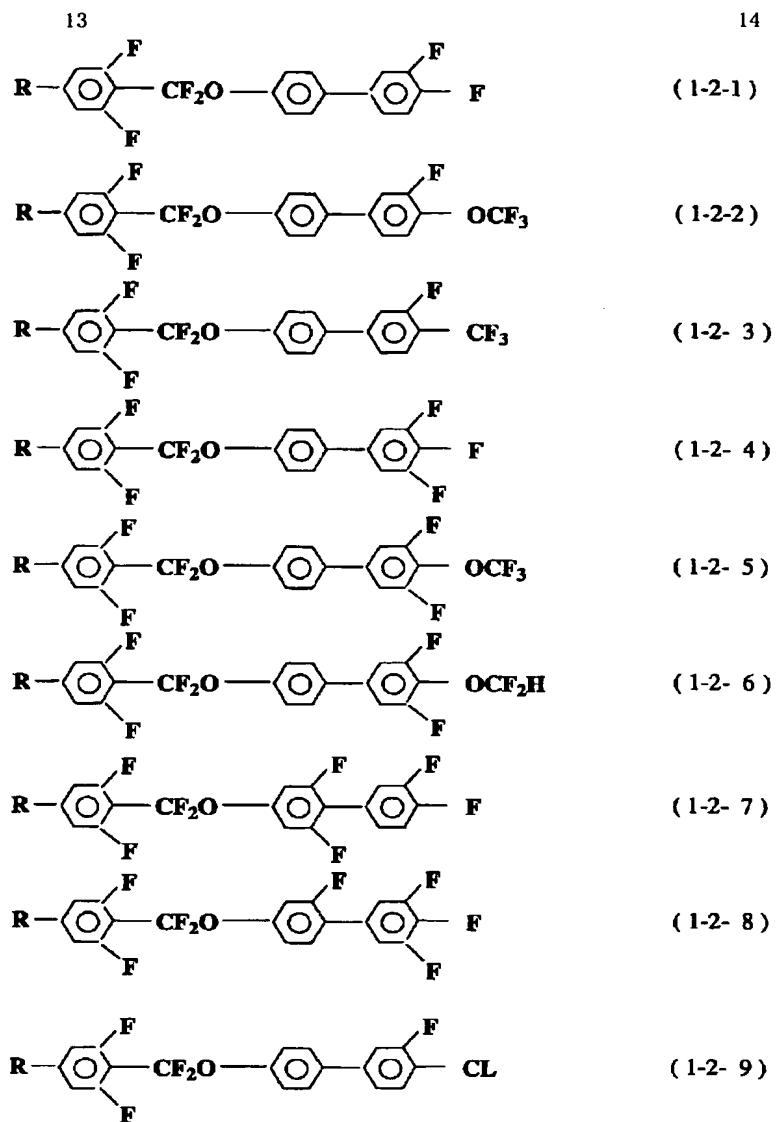 13 14
F
R CF₂O F F (1-2-1)
F
F F
R CF₂O OCF₃ (1-2-2)
F
F F
R CF₂O CF₃ (1-2- 3)
F
F F
R CF₂O F (1-2- 4)
F F
F F
R CF₂O OCF₃ (1-2- 5)
F F
F F
R CF₂O OCF₂H (1-2- 6)
F F
F F F
R CF₂O F (1-2- 7)
F F
F F F
R CF₂O F (1-2- 8)
F F
F F
R CF₂O CL (1-2- 9)
F